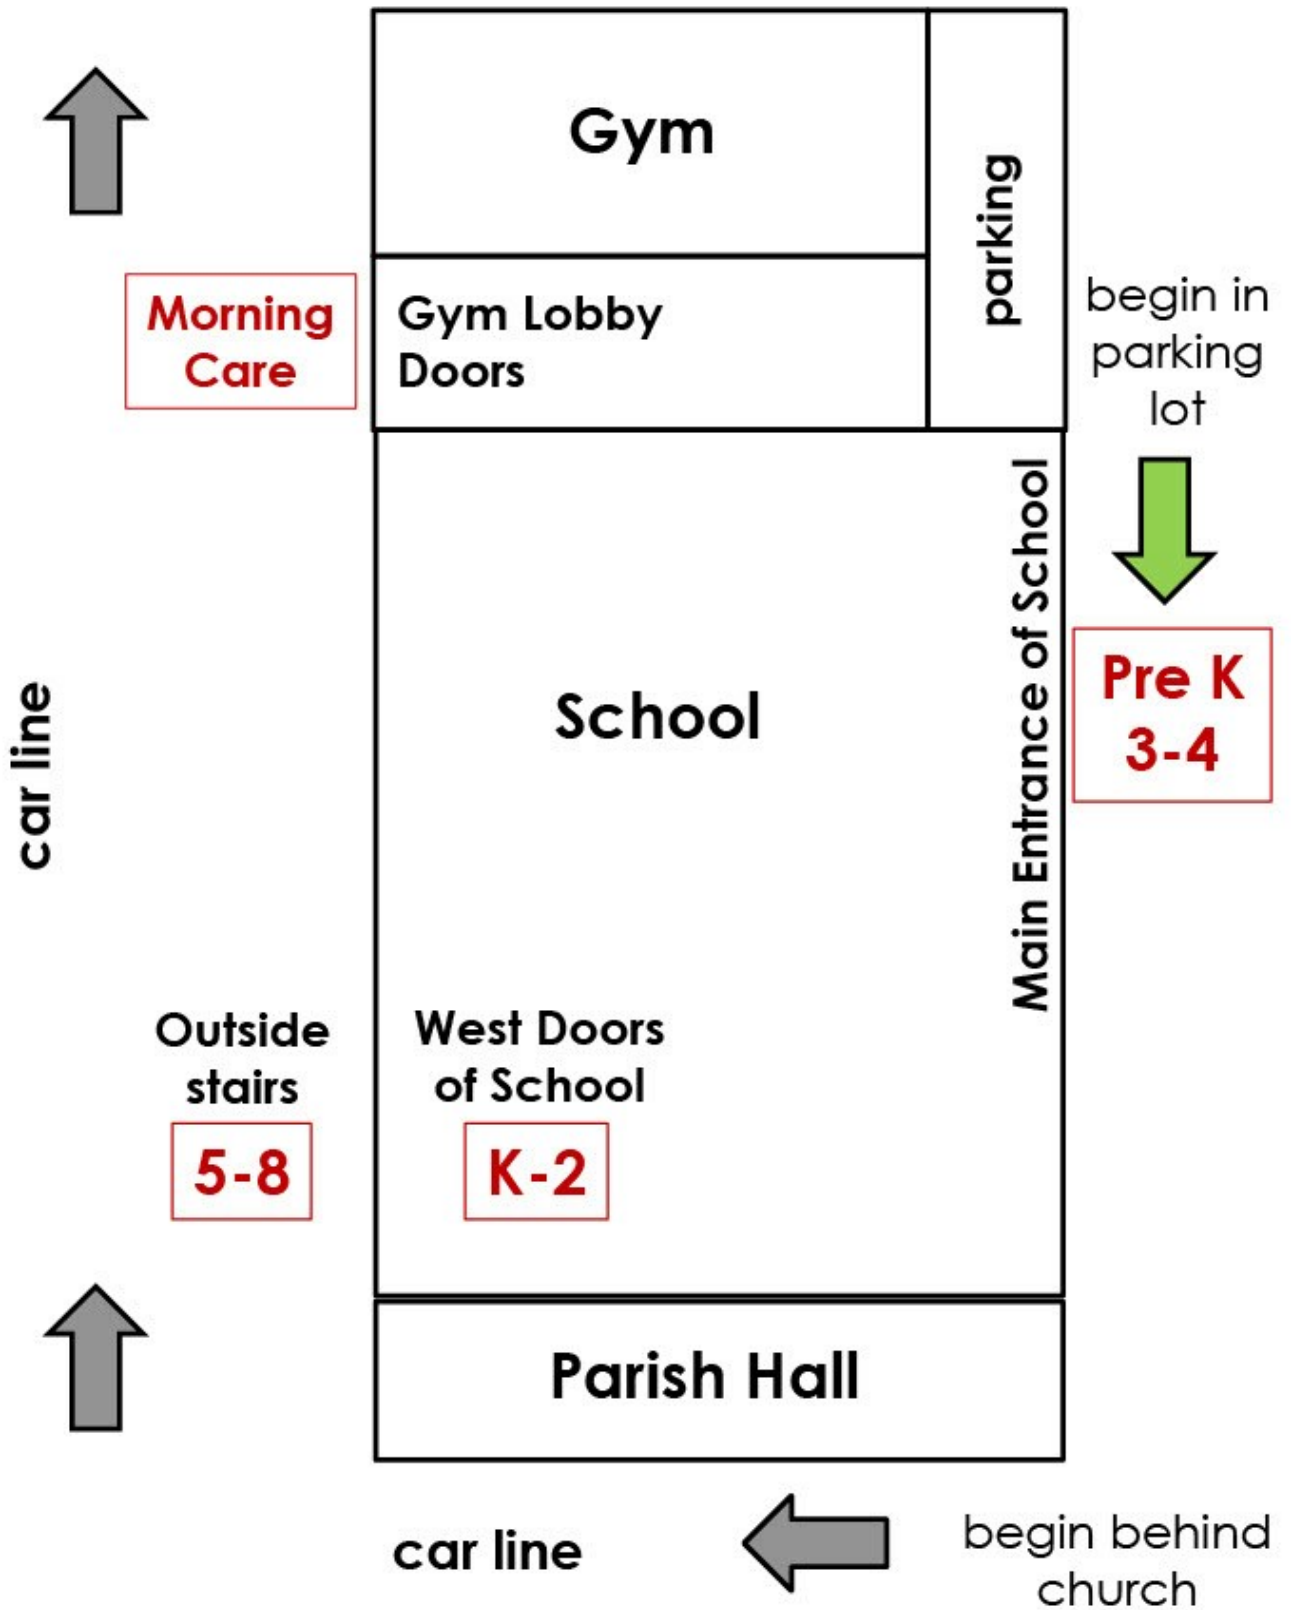 Gym
parking
Morning
Care
Gym Lobby
Doors
begin in
parking
lot
Main Entrance of School
Pre K
3-4
School
car line
Outside
stairs
5-8
West Doors
of School
K-2
Parish Hall
car line
begin behind
church